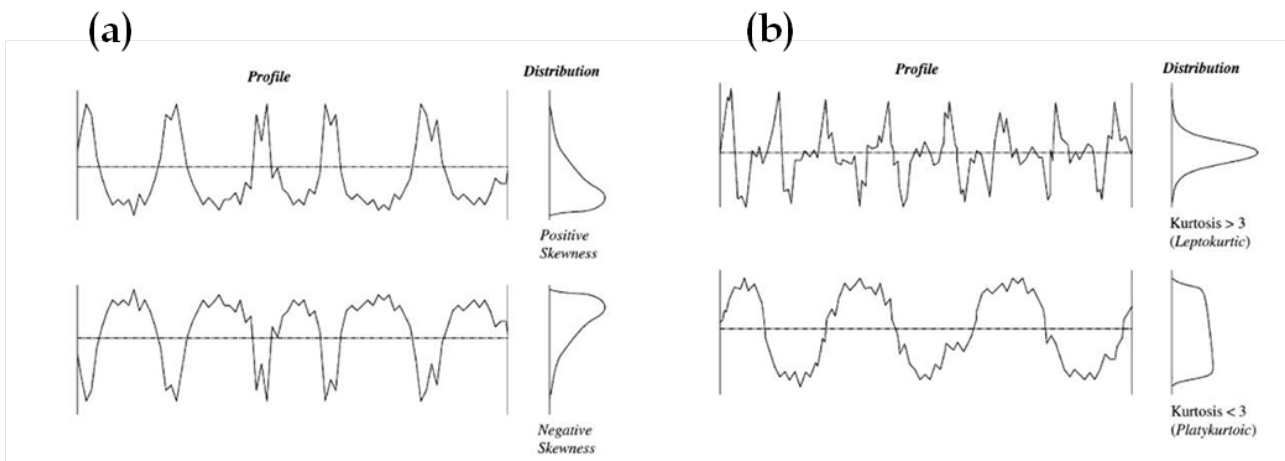 (a)
Profile
Distribution
Positive
Skewness
Negative
Skewness
(b)
Profile
Distribution
Kurtosis > 3
(Leptokurtic)
Kurtosis < 3
(Platykurtoic)